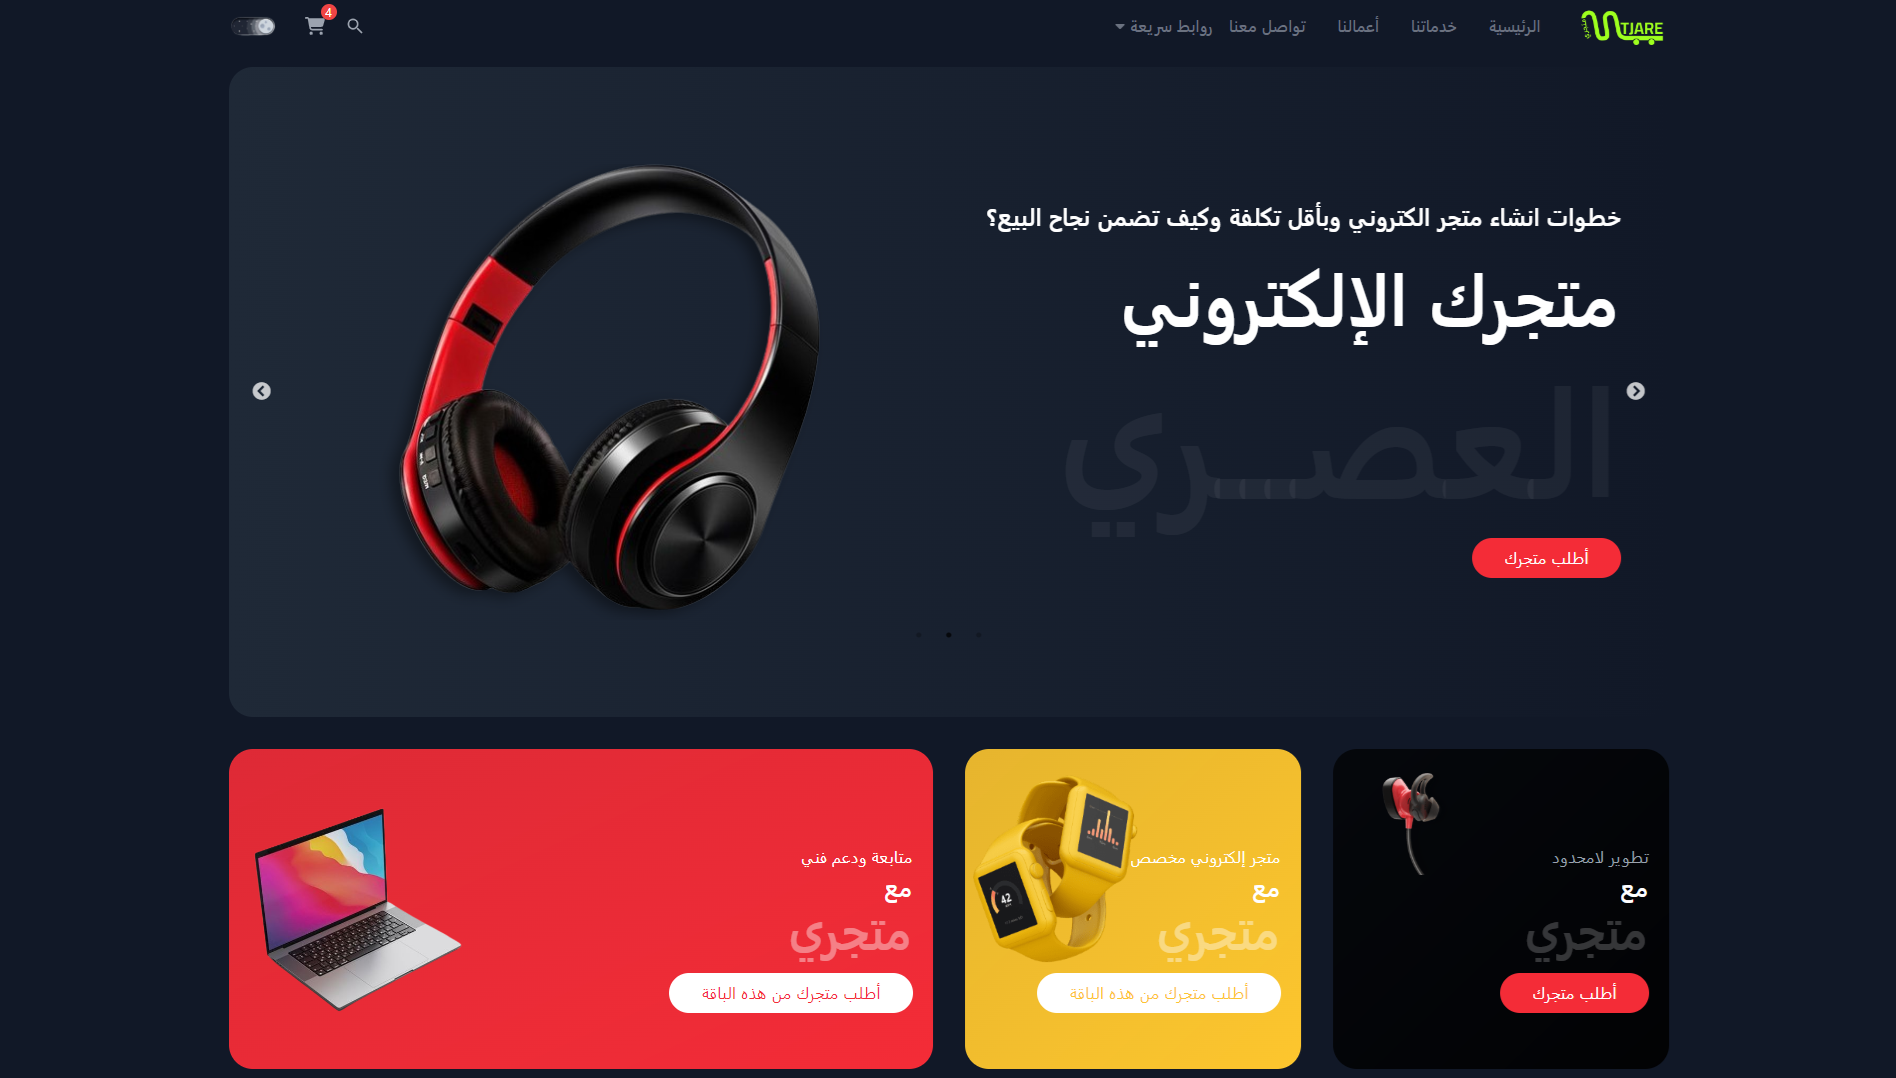 TJARE
الرئيسية
خدماتنا
أعمالنا
تواصل معنا
روابط سريعة
4
خطوات انشاء متجر الكتروني وبأقل تكلفة وكيف تضمن نجاح البيع؟
متجرك الإلكتروني
العصــري
أطلب متجرك
تطوير لامحدود
مع
متجري
أطلب متجرك
متجر إلكتروني مخصص
مع
متجري
أطلب متجرك من هذه الباقة
42
متابعة ودعم فني
مع
متجري
أطلب متجرك من هذه الباقة